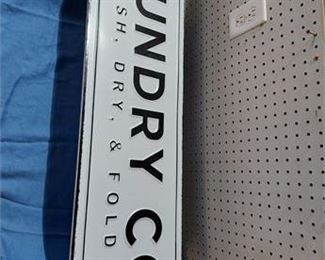 UNDRY CO
SH, DRY, & FOLD